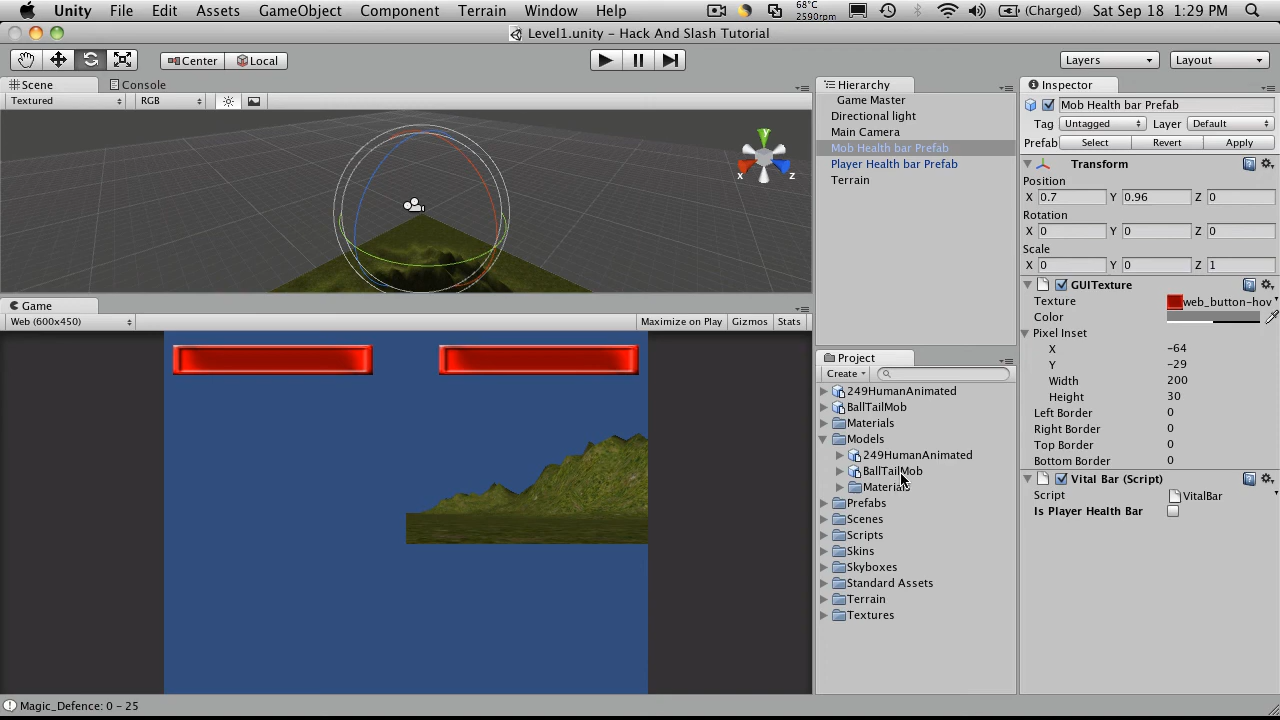 Unity File Edit Assets GameObject Component Terrain Window Help 68°C 2590rpm (Charged) Sat Sep 18 1:29 PM
Level1.unity - Hack And Slash Tutorial
Center Local Layers Layout
Scene Console
Textured RGB
y x z
Game
Web (600x450) Maximize on Play Gizmos Stats
Hierarchy
Game Master
Directional light
Main Camera
Mob Health bar Prefab
Player Health bar Prefab
Terrain
Project
Create
249HumanAnimated
BallTailMob
Materials
Models
249HumanAnimated
BallTailMob
Materials
Prefabs
Scenes
Scripts
Skins
Skyboxes
Standard Assets
Terrain
Textures
Inspector
Mob Health bar Prefab
Tag Untagged Layer Default
Prefab Select Revert Apply
Transform
Position
X 0.7 Y 0.96 Z 0
Rotation
X 0 Y 0 Z 0
Scale
X 0 Y 0 Z 1
GUITexture
Texture web_button-hov
Color
Pixel Inset
X -64
Y -29
Width 200
Height 30
Left Border 0
Right Border 0
Top Border 0
Bottom Border 0
Vital Bar (Script)
Script VitalBar
Is Player Health Bar
Magic_Defence: 0 - 25